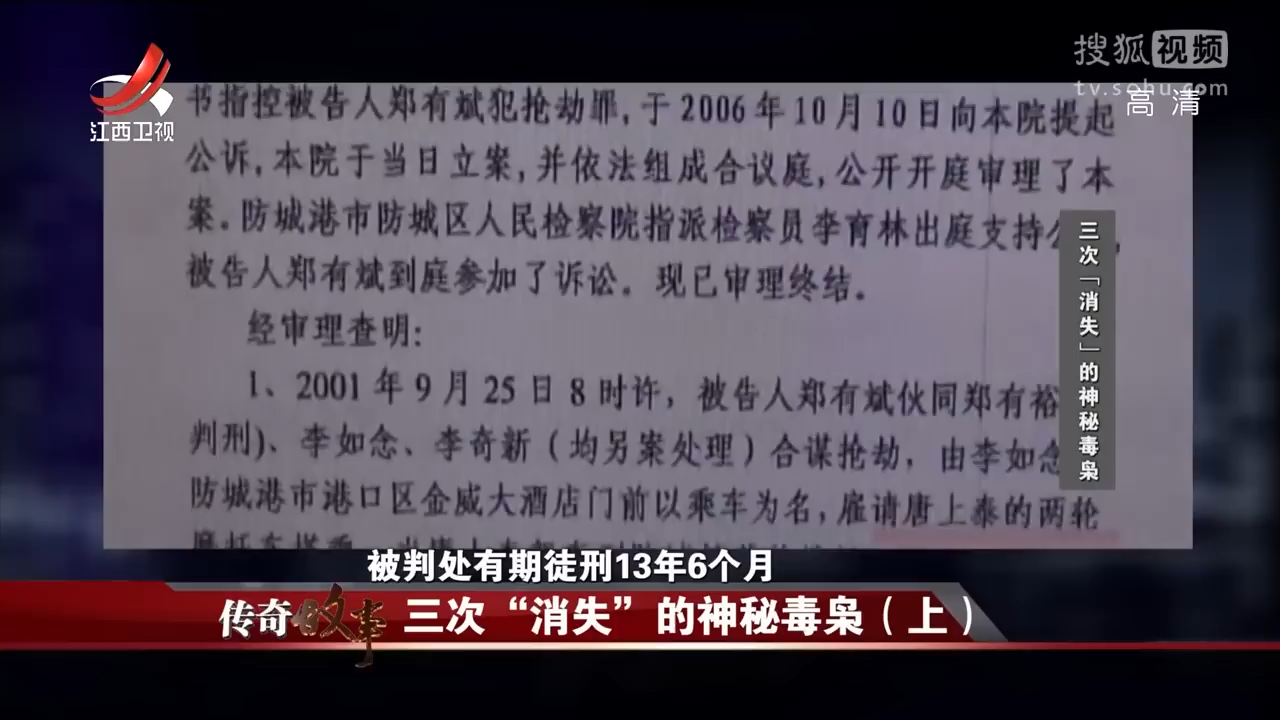 江西卫视
搜狐视频
tv.sohu.com
高清
书指控被告人郑有斌犯抢劫罪,于2006年10月10日向本院提起
公诉,本院于当日立案,并依法组成合议庭,公开开庭审理了本
案。防城港市防城区人民检察院指派检察员李育林出庭支持公
被告人郑有斌到庭参加了诉讼。现已审理终结。
经审理查明:
1、2001年9月25日8时许,被告人郑有斌伙同郑有裕
判刑)、李如念、李奇新(均另案处理)合谋抢劫,由李如念
防城港市港口区金威大酒店门前以乘车为名,雇请唐上泰的两轮
三次「消失」的神秘毒枭
被判处有期徒刑13年6个月
传奇故事 三次“消失”的神秘毒枭(上)